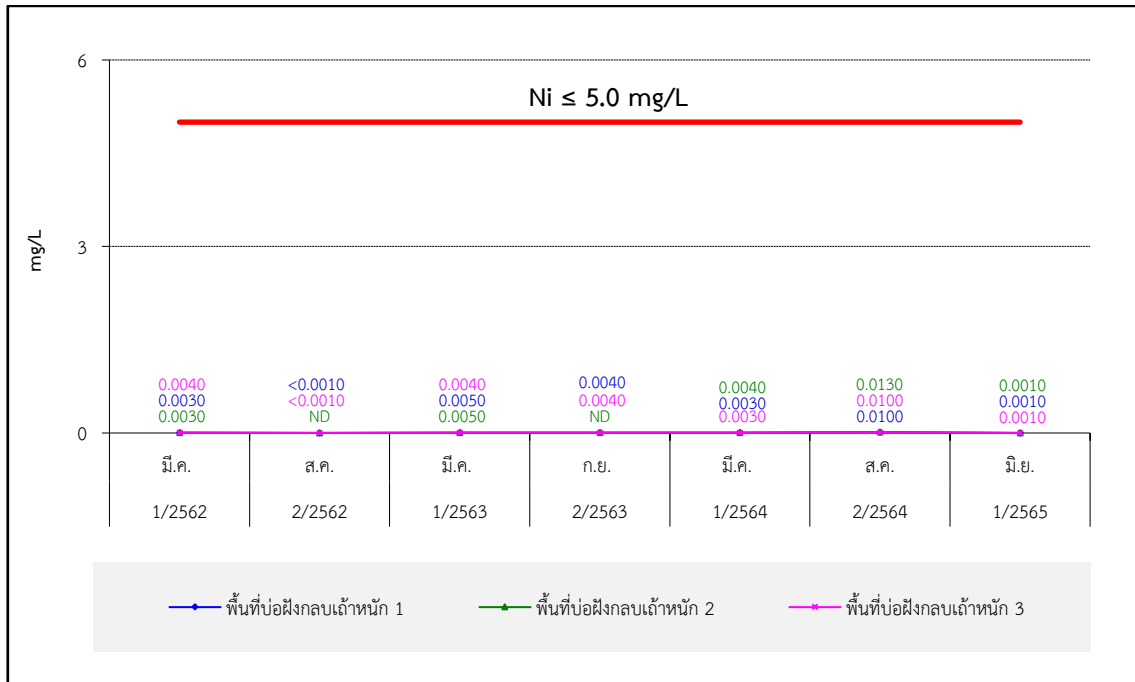 6
Ni ≤ 5.0 mg/L
mg/L
3
0.0040 <0.0010 0.0040 0.0040 0.0040 0.0130 0.0010
0.0030 <0.0010 0.0050 0.0040 0.0030 0.0100 0.0010
0.0030 ND 0.0050 ND 0.0030 0.0100 0.0010
0
มี.ค. ส.ค. มี.ค. ก.ย. มี.ค. ส.ค. มิ.ย.
1/2562 2/2562 1/2563 2/2563 1/2564 2/2564 1/2565
พื้นที่บ่อฝังกลบเถ้าหนัก 1 พื้นที่บ่อฝังกลบเถ้าหนัก 2 พื้นที่บ่อฝังกลบเถ้าหนัก 3